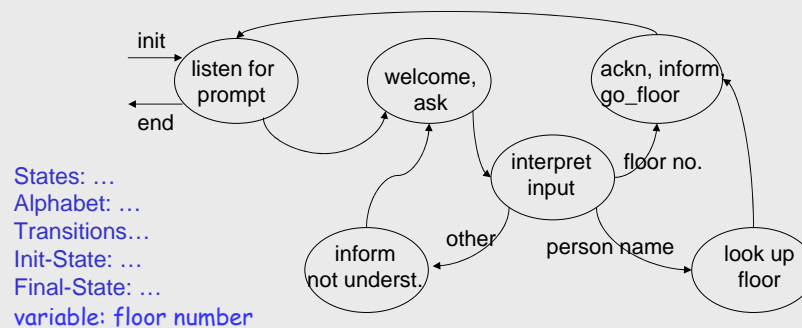 init
listen for
prompt
end
welcome,
ask
ackn, inform,
go_floor
interpret
input
floor no.
other
person name
inform
not underst.
look up
floor
States: …
Alphabet: …
Transitions…
Init-State: …
Final-State: …
variable: floor number